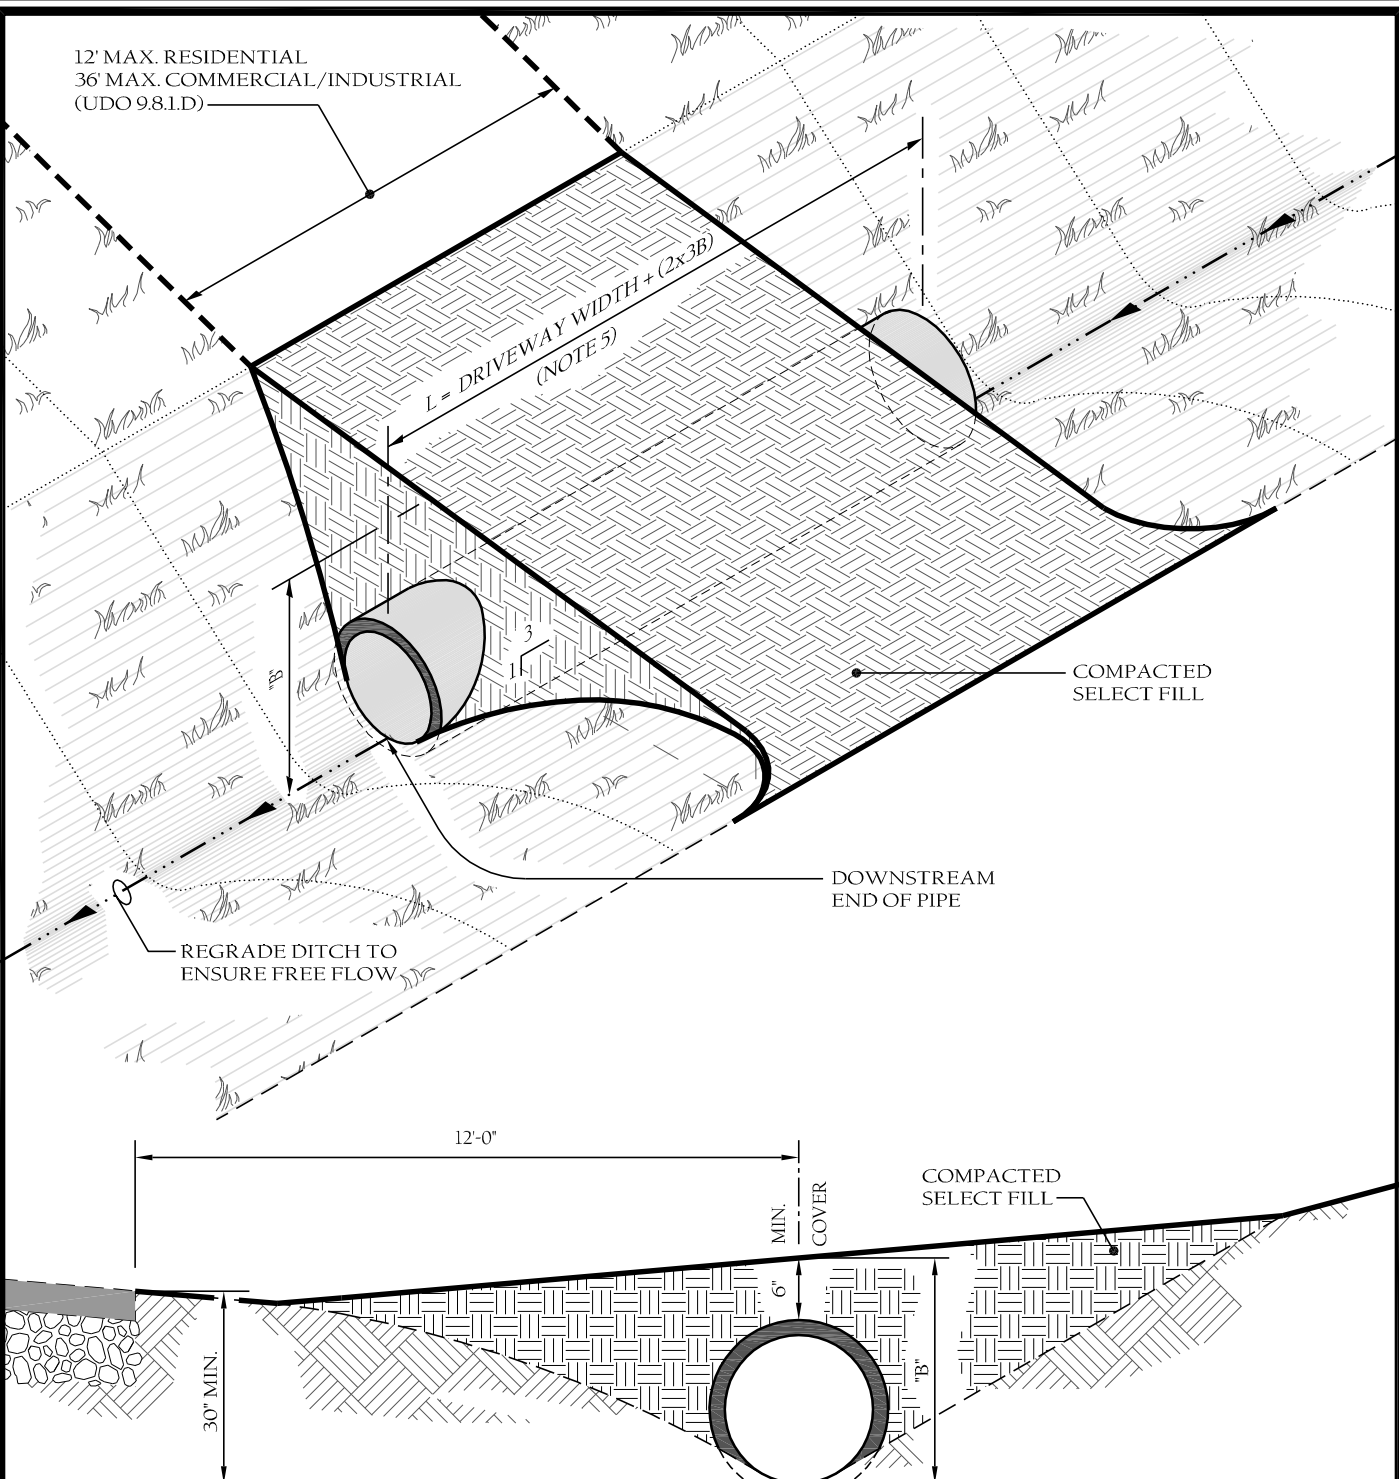 12' MAX. RESIDENTIAL
36' MAX. COMMERCIAL/INDUSTRIAL
(UDO 9.8.1.D)
L = DRIVEWAY WIDTH + (2x3B)
(NOTE 5)
3
1
"B"
COMPACTED
SELECT FILL
DOWNSTREAM
END OF PIPE
REGRADE DITCH TO
ENSURE FREE FLOW
12'-0"
MIN.
COVER
COMPACTED
SELECT FILL
6"
30" MIN.
"B"